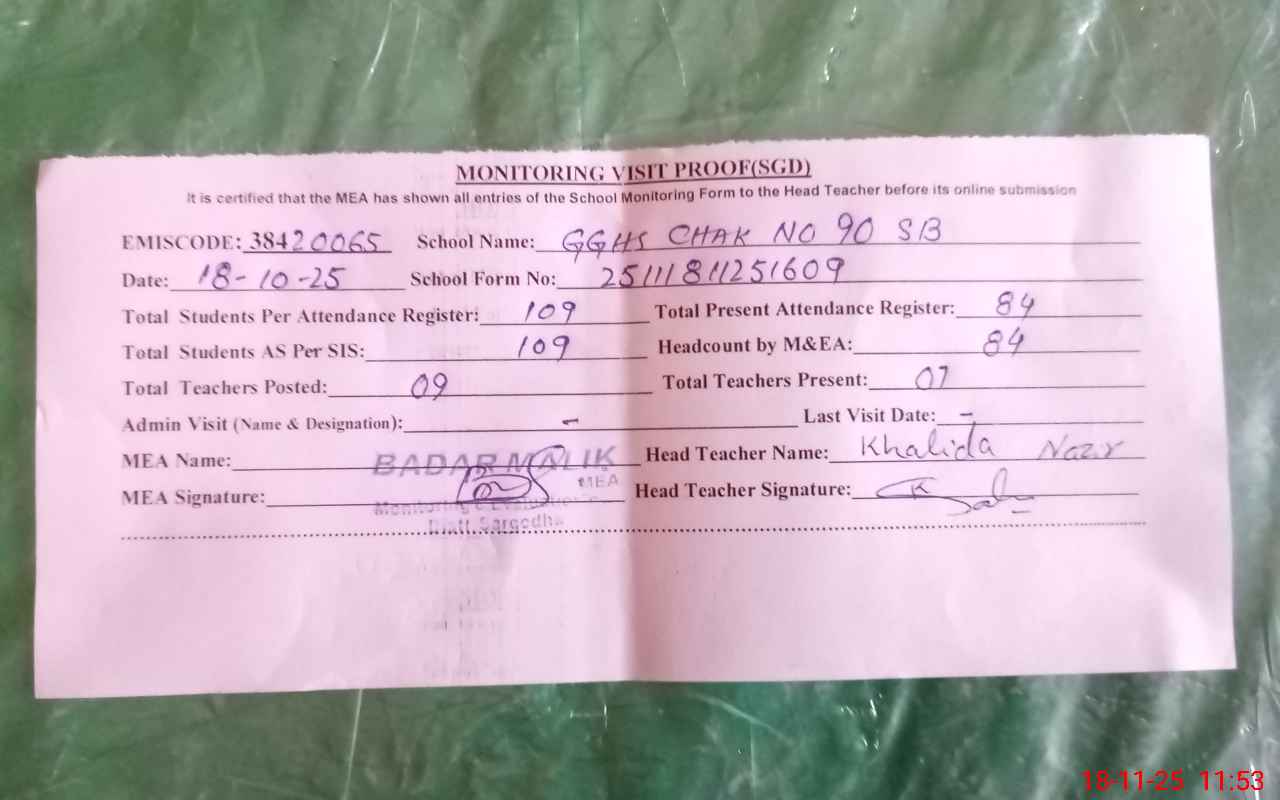 MONITORING VISIT PROOF(SGD)
It is certified that the MEA has shown all entries of the School Monitoring Form to the Head Teacher before its online submission
EMISCODE: 38420065 School Name: GGHS CHAK NO 90 SB
Date: 18-10-25 School Form No: 25111811251609
Total Students Per Attendance Register: 109 Total Present Attendance Register: 84
Total Students AS Per SIS: 109 Headcount by M&EA: 84
Total Teachers Posted: 09 Total Teachers Present: 07
Admin Visit (Name & Designation): - Last Visit Date: -
MEA Name: BADAR MALIK Head Teacher Name: Khalida Nazir
MEA
MEA Signature: Head Teacher Signature:
Monitoring & Evaluation
Distt. Sargodha
18-11-25 11:53